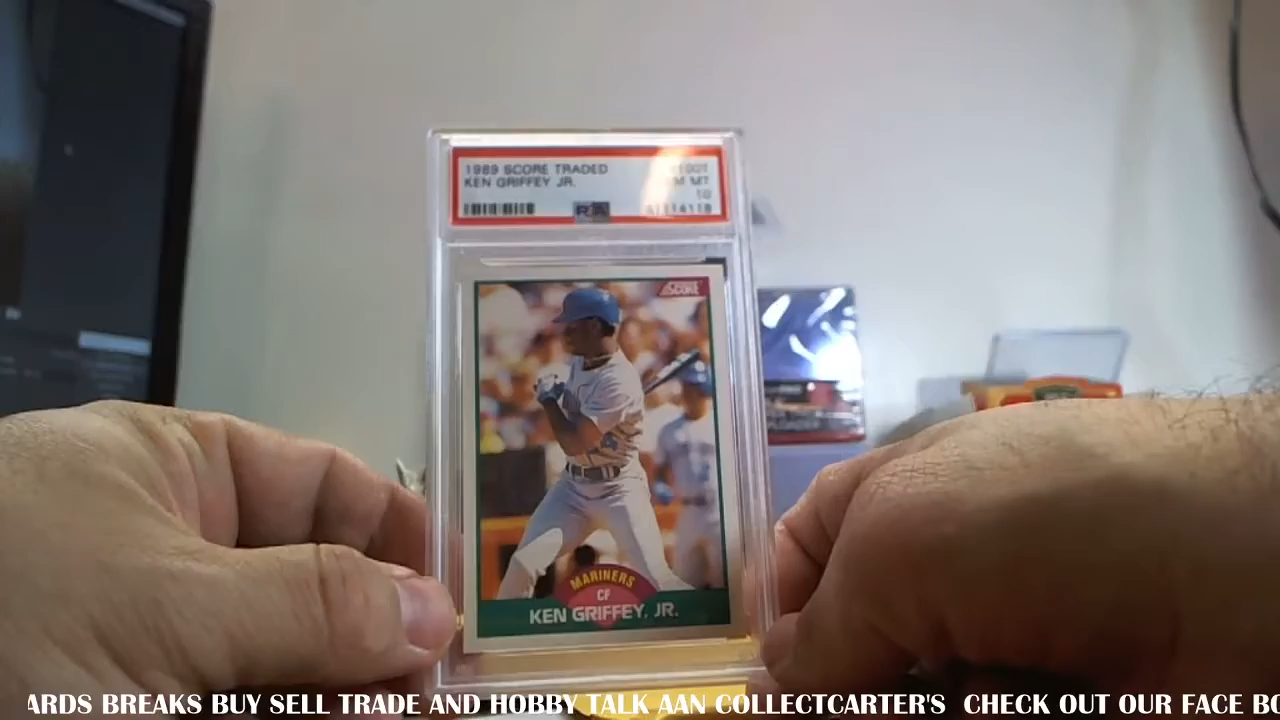 1989 SCORE TRADED
KEN GRIFFEY JR.
MT
10
SCORE
MARINERS
CF
KEN GRIFFEY, JR.
ARDS BREAKS BUY SELL TRADE AND HOBBY TALK AAN COLLECTCARTER'S CHECK OUT OUR FACE BO